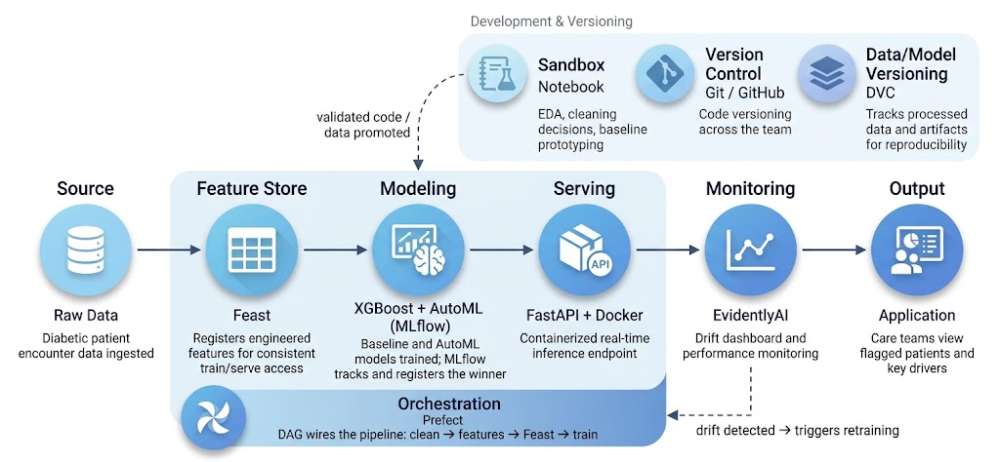 Development & Versioning
Sandbox
Notebook
EDA, cleaning
decisions, baseline
prototyping
Version
Control
Git / GitHub
Code versioning
across the team
Data/Model
Versioning
DVC
Tracks processed
data and artifacts
for reproducibility
validated code /
data promoted
Source
Raw Data
Diabetic patient
encounter data ingested
Feature Store
Feast
Registers engineered
features for consistent
train/serve access
Modeling
XGBoost + AutoML
(MLflow)
Baseline and AutoML
models trained; MLflow
tracks and registers the winner
Serving
API
FastAPI + Docker
Containerized real-time
inference endpoint
Monitoring
EvidentlyAI
Drift dashboard and
performance monitoring
Output
Application
Care teams view
flagged patients and
key drivers
Orchestration
Prefect
DAG wires the pipeline: clean → features → Feast → train
drift detected → triggers retraining